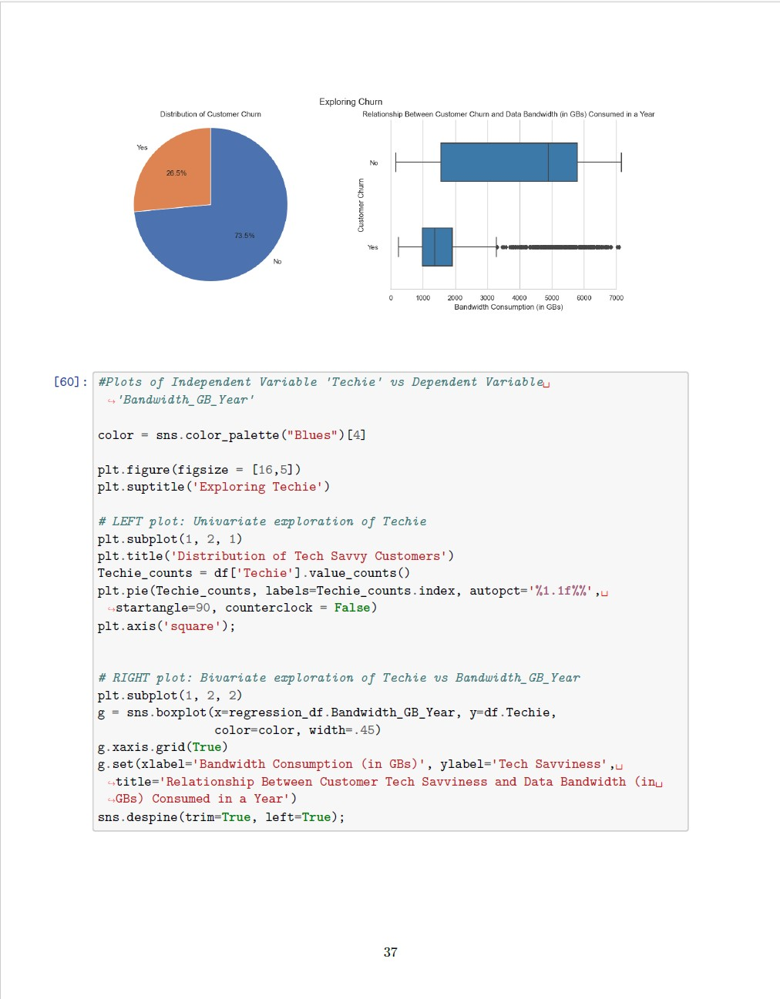 Exploring Churn
Distribution of Customer Churn
Yes
26.5%
73.5%
No
Relationship Between Customer Churn and Data Bandwidth (in GBs) Consumed in a Year
Customer Churn
No
Yes
0 1000 2000 3000 4000 5000 6000 7000
Bandwidth Consumption (in GBs)
[60]: #Plots of Independent Variable 'Techie' vs Dependent Variable␣
↪'Bandwidth_GB_Year'
color = sns.color_palette("Blues")[4]
plt.figure(figsize = [16,5])
plt.suptitle('Exploring Techie')
# LEFT plot: Univariate exploration of Techie
plt.subplot(1, 2, 1)
plt.title('Distribution of Tech Savvy Customers')
Techie_counts = df['Techie'].value_counts()
plt.pie(Techie_counts, labels=Techie_counts.index, autopct='%1.1f%%',␣
↪startangle=90, counterclock = False)
plt.axis('square');
# RIGHT plot: Bivariate exploration of Techie vs Bandwidth_GB_Year
plt.subplot(1, 2, 2)
g = sns.boxplot(x=regression_df.Bandwidth_GB_Year, y=df.Techie,
color=color, width=.45)
g.xaxis.grid(True)
g.set(xlabel='Bandwidth Consumption (in GBs)', ylabel='Tech Savviness',␣
↪title='Relationship Between Customer Tech Savviness and Data Bandwidth (in␣
↪GBs) Consumed in a Year')
sns.despine(trim=True, left=True);
37